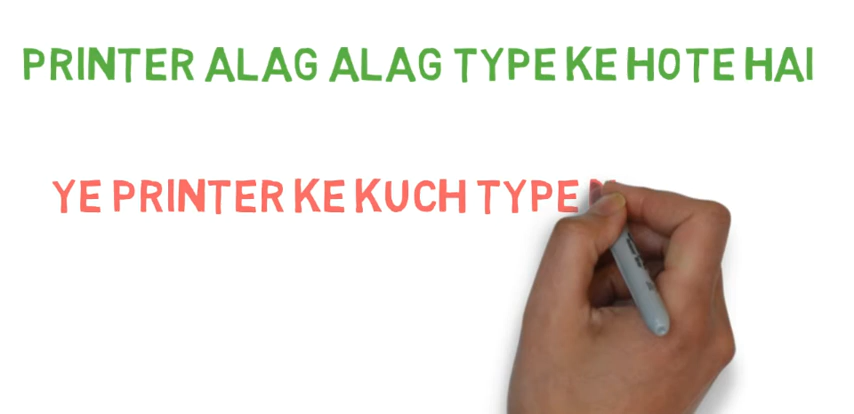 PRINTER ALAG ALAG TYPE KE HOTE HAI
YE PRINTER KE KUCH TYPE